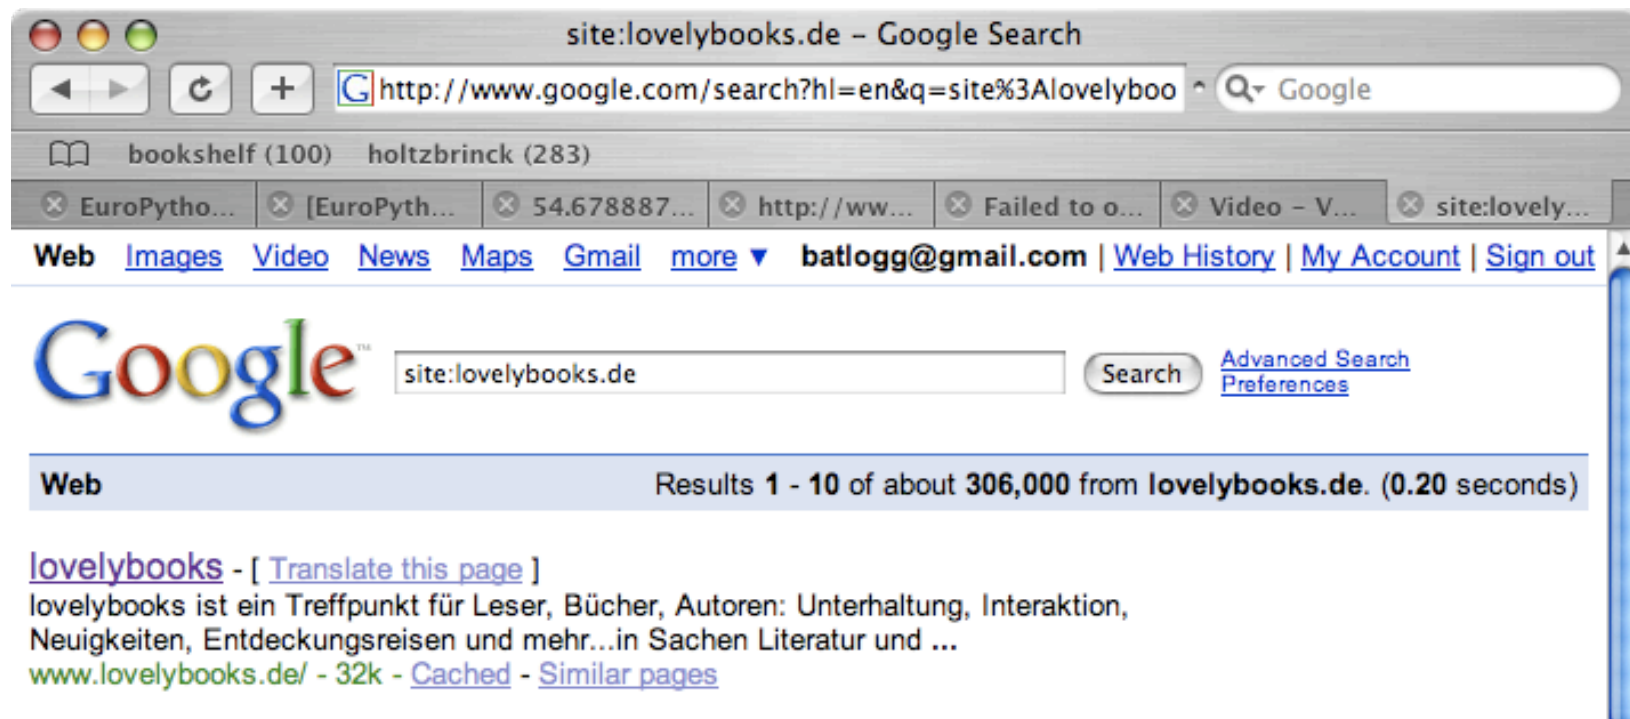 site:lovelybooks.de – Google Search
http://www.google.com/search?hl=en&q=site%3Alovelyboo Google
bookshelf (100) holtzbrinck (283)
EuroPytho... [EuroPyth... 54.678887... http://ww... Failed to o... Video – V... site:lovely...
Web Images Video News Maps Gmail more ▼ batlogg@gmail.com | Web History | My Account | Sign out
Google™ site:lovelybooks.de Search Advanced Search
Preferences
Web Results 1 - 10 of about 306,000 from lovelybooks.de. (0.20 seconds)
lovelybooks - [ Translate this page ]
lovelybooks ist ein Treffpunkt für Leser, Bücher, Autoren: Unterhaltung, Interaktion,
Neuigkeiten, Entdeckungsreisen und mehr...in Sachen Literatur und ...
www.lovelybooks.de/ - 32k - Cached - Similar pages